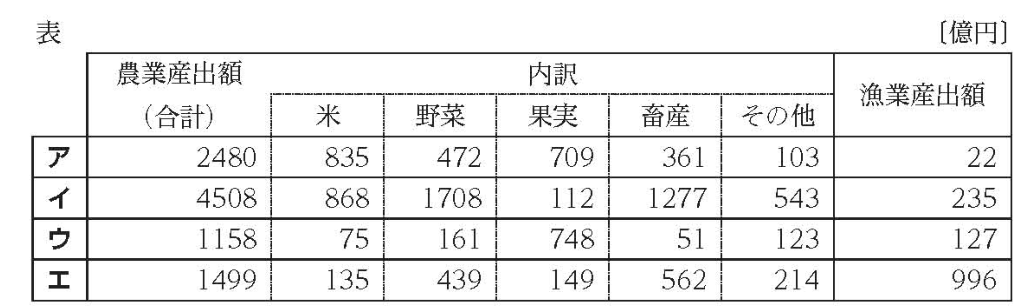 表 〔億円〕
農業産出額（合計） 内訳 漁業産出額
米 野菜 果実 畜産 その他
ア 2480 835 472 709 361 103 22
イ 4508 868 1708 112 1277 543 235
ウ 1158 75 161 748 51 123 127
エ 1499 135 439 149 562 214 996